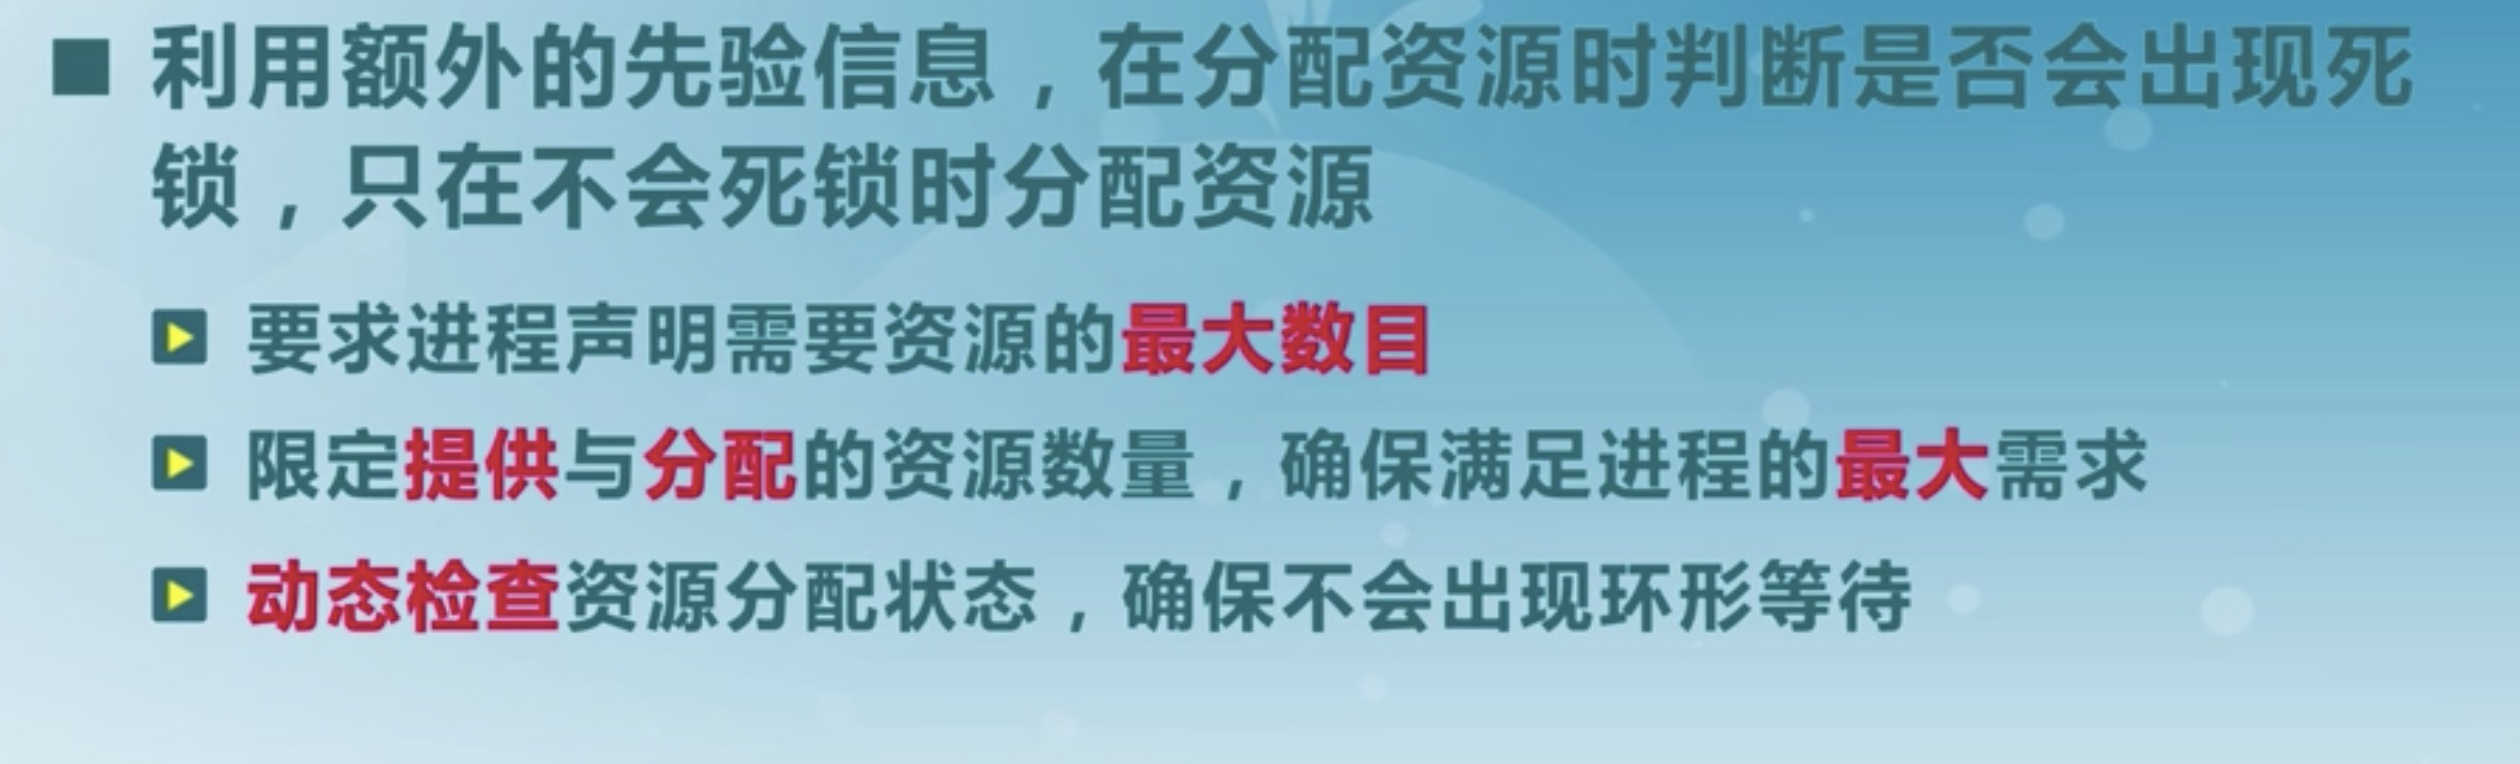 利用额外的先验信息，在分配资源时判断是否会出现死
锁，只在不会死锁时分配资源
要求进程声明需要资源的最大数目
限定提供与分配的资源数量，确保满足进程的最大需求
动态检查资源分配状态，确保不会出现环形等待